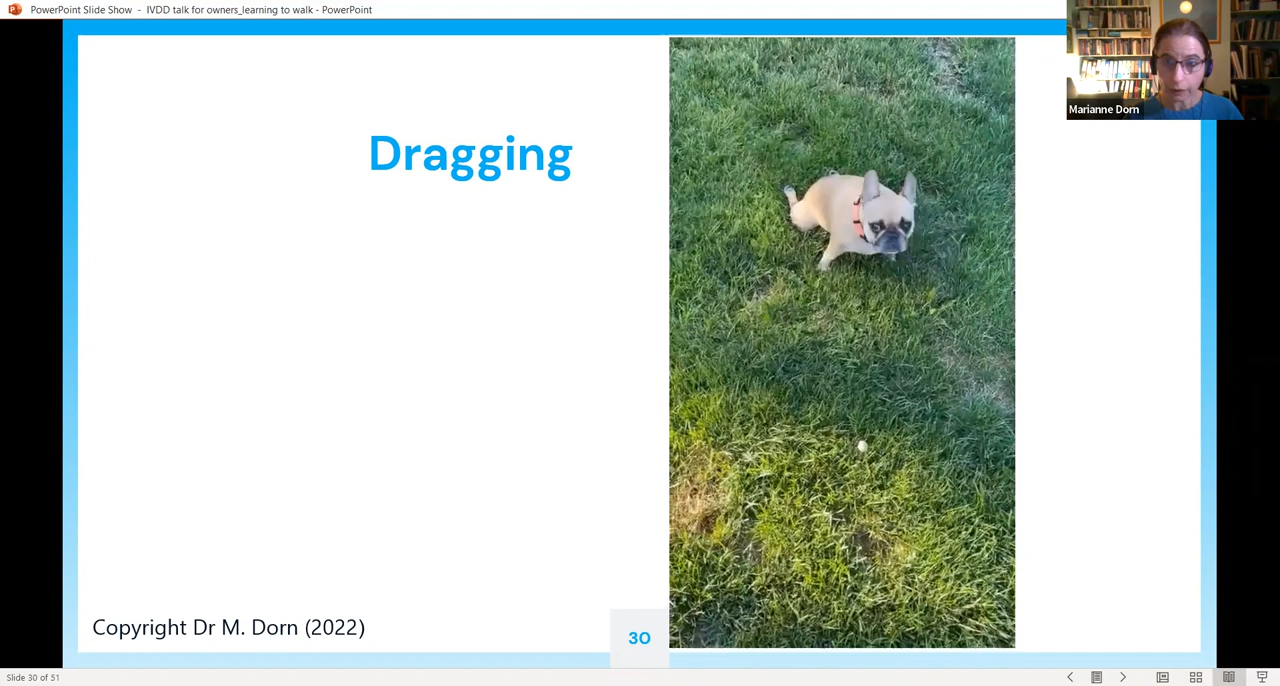 PowerPoint Slide Show - IVDD talk for owners_learning to walk - PowerPoint
Marianne Dorn
Dragging
Copyright Dr M. Dorn (2022)
30
Slide 30 of 51